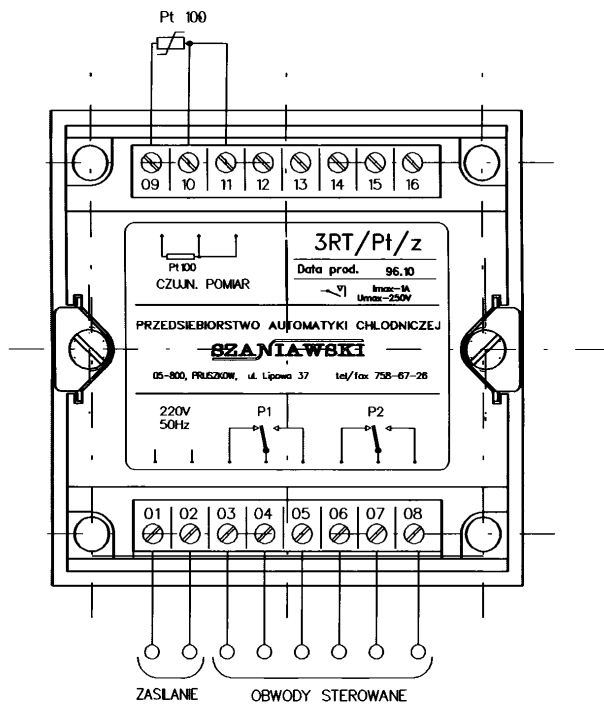 Pt 100
09 10 11 12 13 14 15 16
Pt100
CZUJN. POMIAR
3RT/Pt/z
Data prod. 96.10
Imax-1A
Umax-250V
PRZEDSIEBIORSTWO AUTOMATYKI CHLODNICZEJ
SZANIAWSKI
05-800, PRUSZKOW, ul. Lipowa 37 tel/fax 758-67-26
220V
50Hz
P1
P2
01 02 03 04 05 06 07 08
ZASILANIE
OBWODY STEROWANE